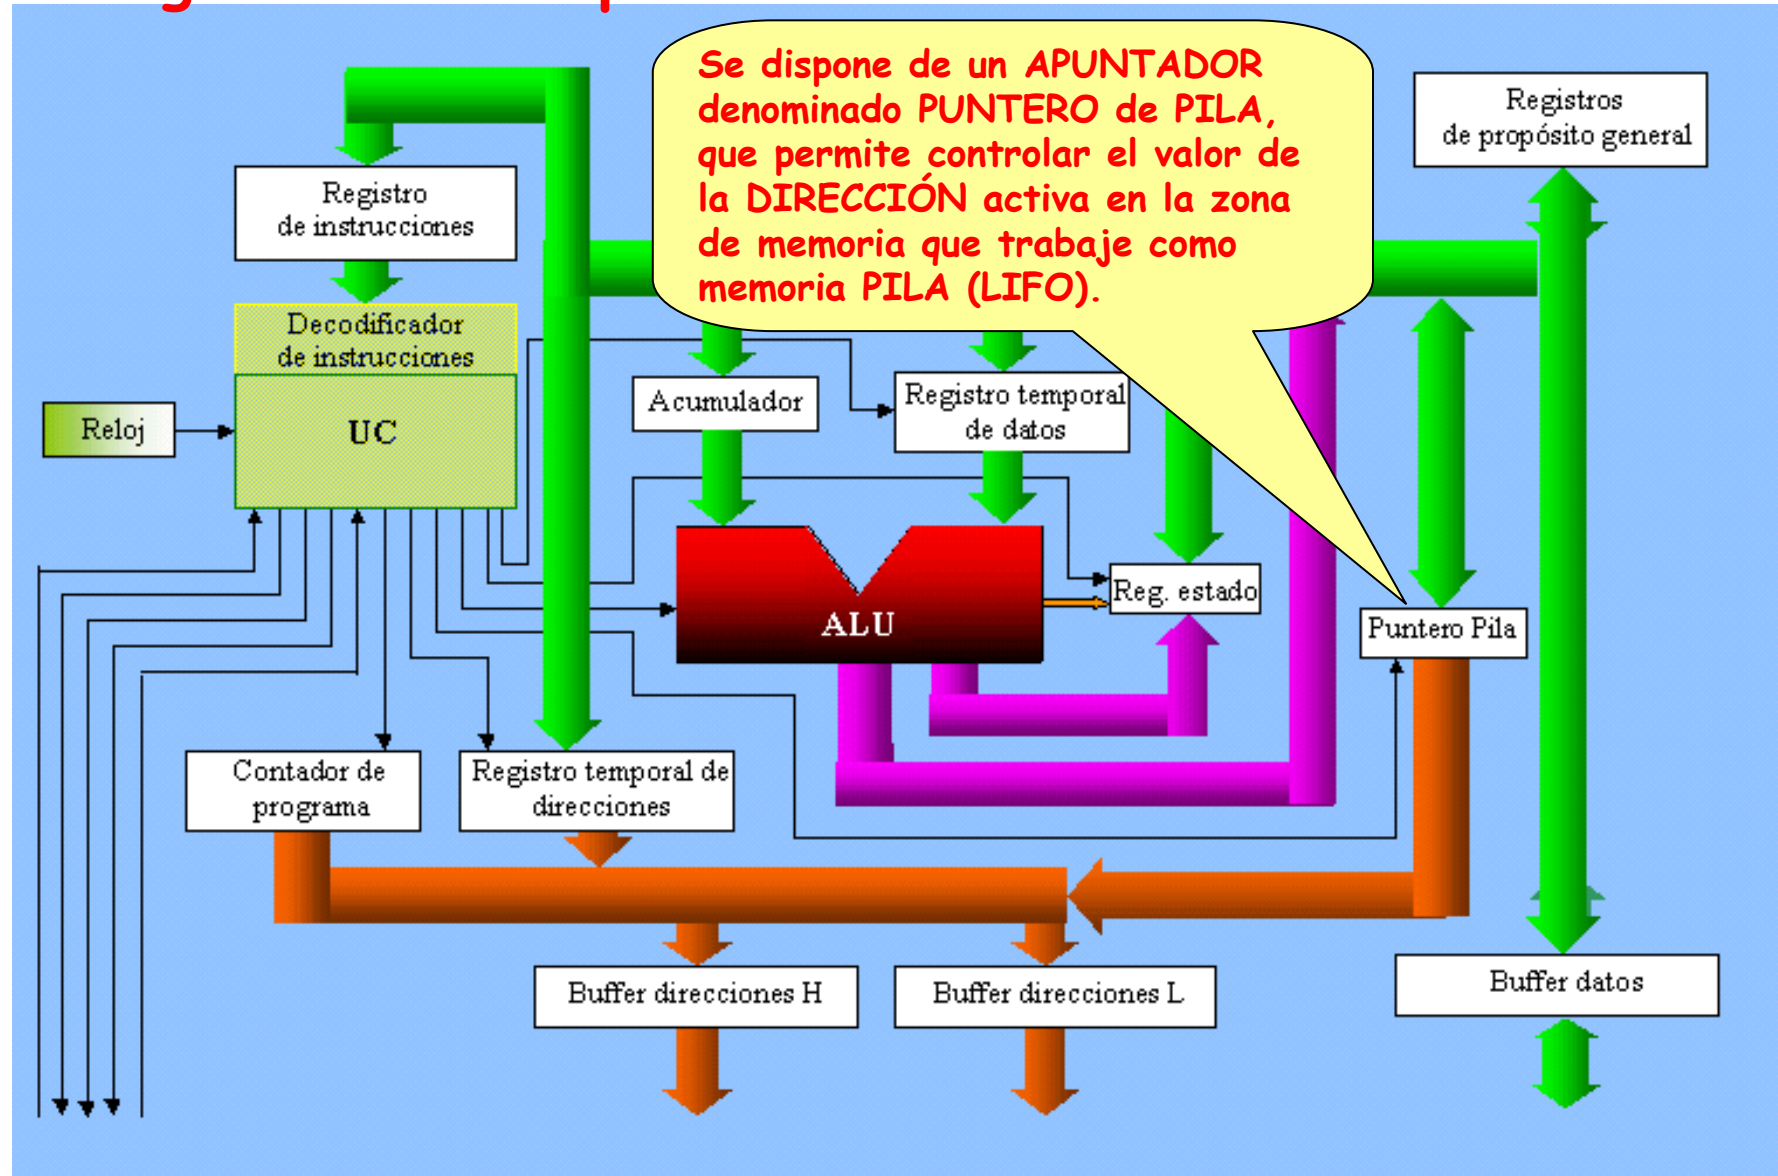 Se dispone de un APUNTADOR
denominado PUNTERO de PILA,
que permite controlar el valor de
la DIRECCIÓN activa en la zona
de memoria que trabaje como
memoria PILA (LIFO).
Registros
de propósito general
Registro
de instrucciones
Decodificador
de instrucciones
UC
Reloj
Acumulador
Registro temporal
de datos
ALU
Reg. estado
Puntero Pila
Contador de
programa
Registro temporal de
direcciones
Buffer direcciones H
Buffer direcciones L
Buffer datos